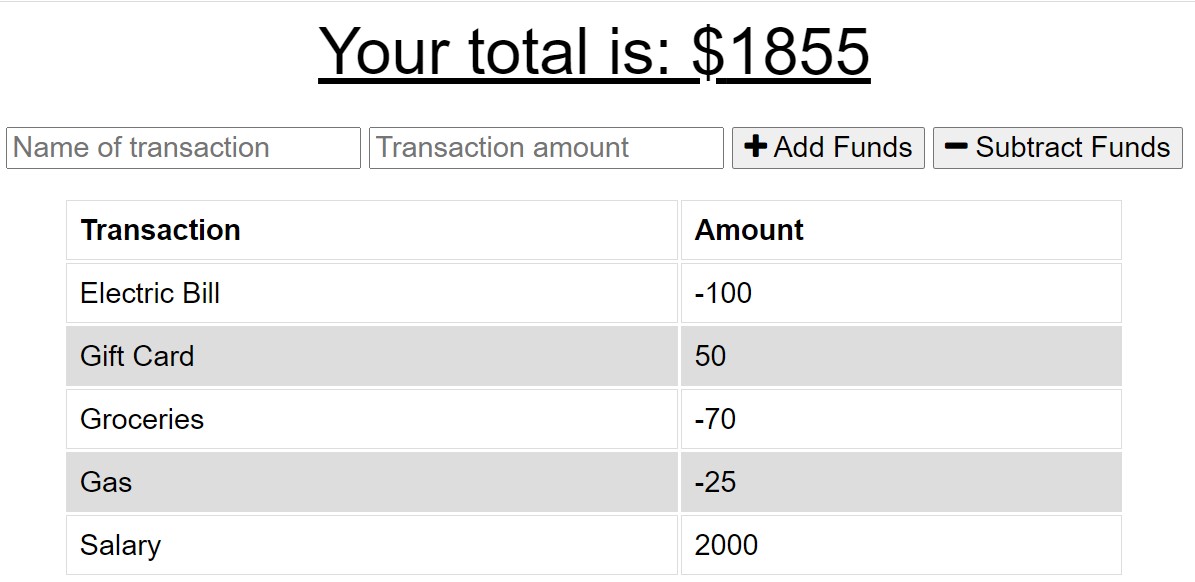 Your total is: $1855
Name of transaction Transaction amount Add Funds Subtract Funds
Transaction Amount
Electric Bill -100
Gift Card 50
Groceries -70
Gas -25
Salary 2000